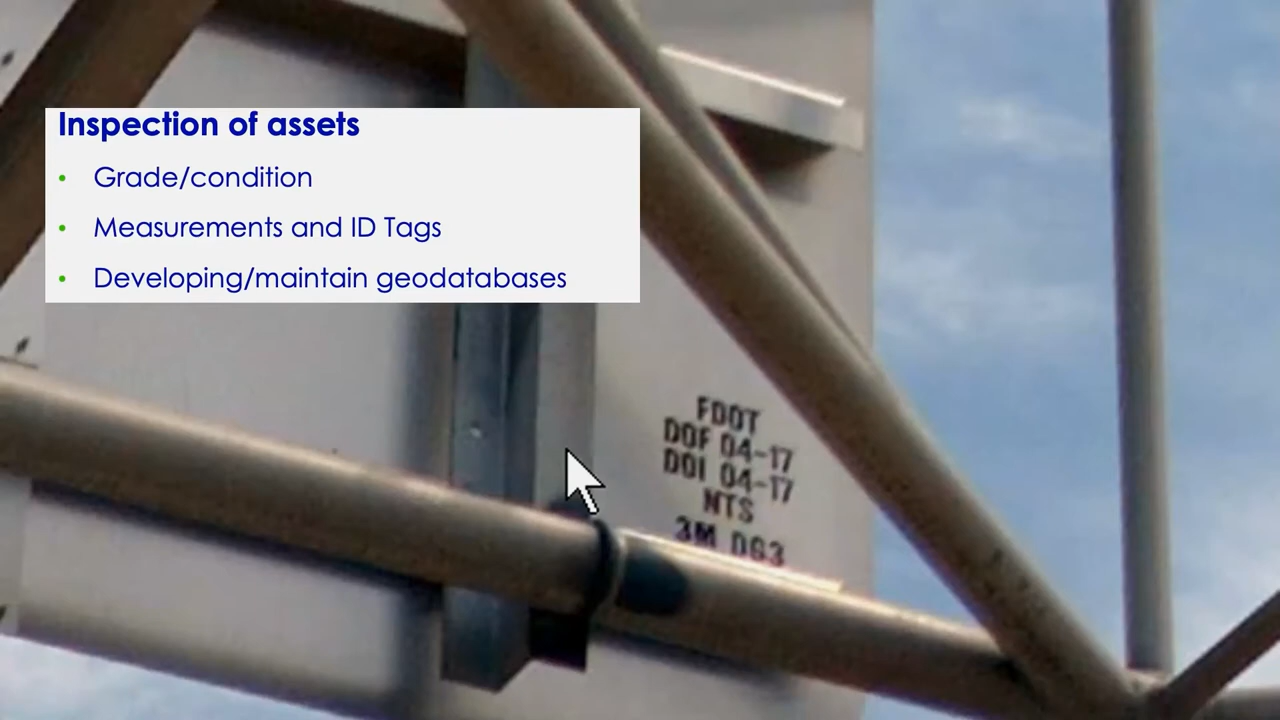 Inspection of assets
• Grade/condition
• Measurements and ID Tags
• Developing/maintain geodatabases
FDOT
DOF 04-17
DOI 04-17
NTS
3M DG3